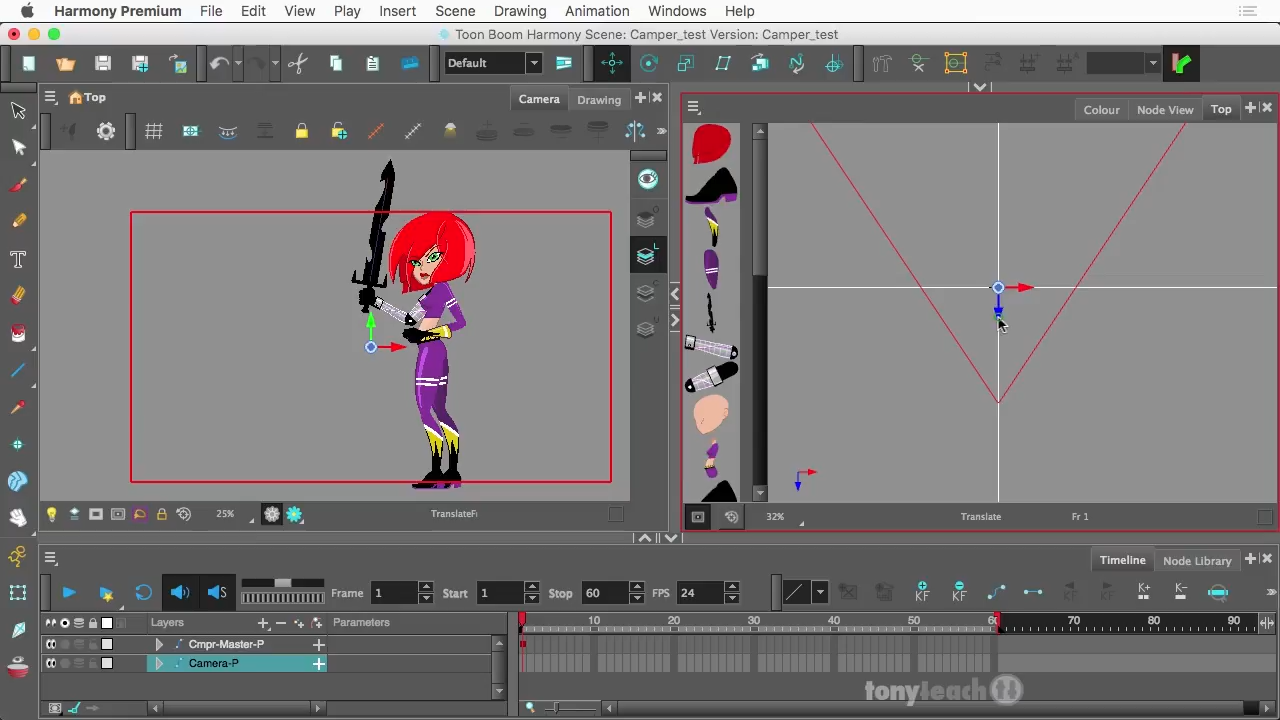 Harmony Premium File Edit View Play Insert Scene Drawing Animation Windows Help
Toon Boom Harmony Scene: Camper_test Version: Camper_test
Default
Top
Camera
Drawing
Colour
Node View
Top
25%
TranslateFr
32%
Translate
Fr 1
Timeline
Node Library
Frame 1 Start 1 Stop 60 FPS 24
KF KF K+ K-
Layers
Parameters
10 20 30 40 50 60 70 80 90
Cmpr-Master-P
Camera-P
tonyteach